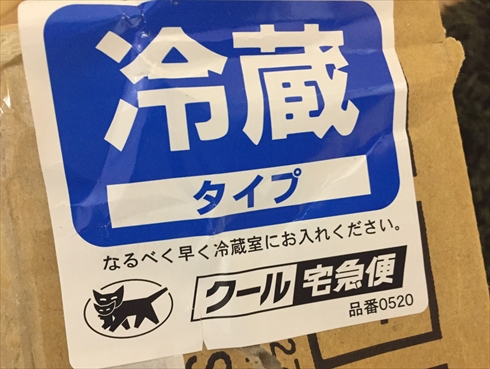 冷蔵
タイプ
なるべく早く冷蔵室にお入れください。
クール宅急便
品番0520